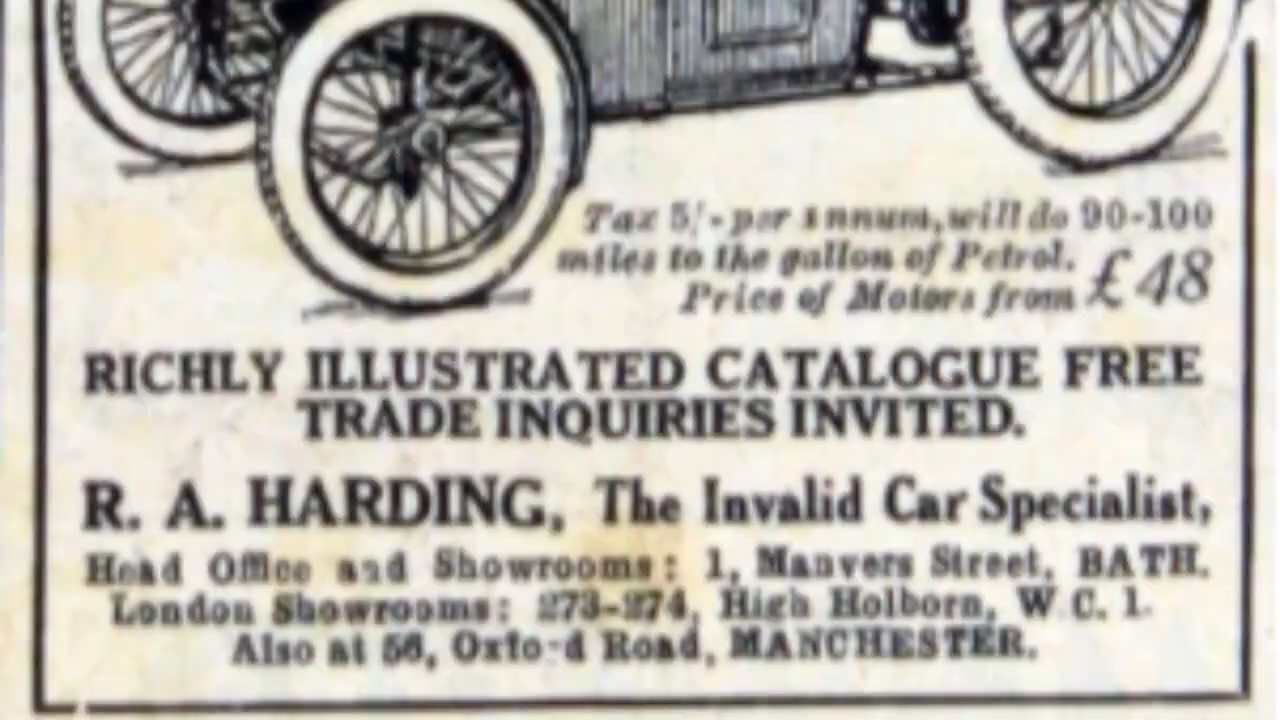 Tax 5/- per annum, will do 90-100
miles to the gallon of Petrol.
Price of Motors from £48
RICHLY ILLUSTRATED CATALOGUE FREE
TRADE INQUIRIES INVITED.
R. A. HARDING, The Invalid Car Specialist,
Head Office and Showrooms: 1, Manvers Street, BATH.
London Showrooms: 273-274, High Holborn, W.C. 1.
Also at 56, Oxford Road, MANCHESTER.